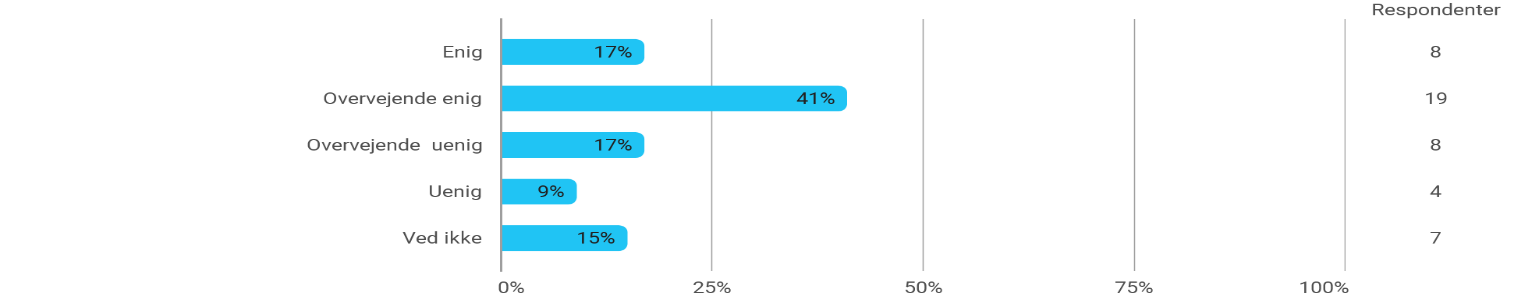 Respondenter
Enig 17% 8
Overvejende enig 41% 19
Overvejende uenig 17% 8
Uenig 9% 4
Ved ikke 15% 7
0% 25% 50% 75% 100%